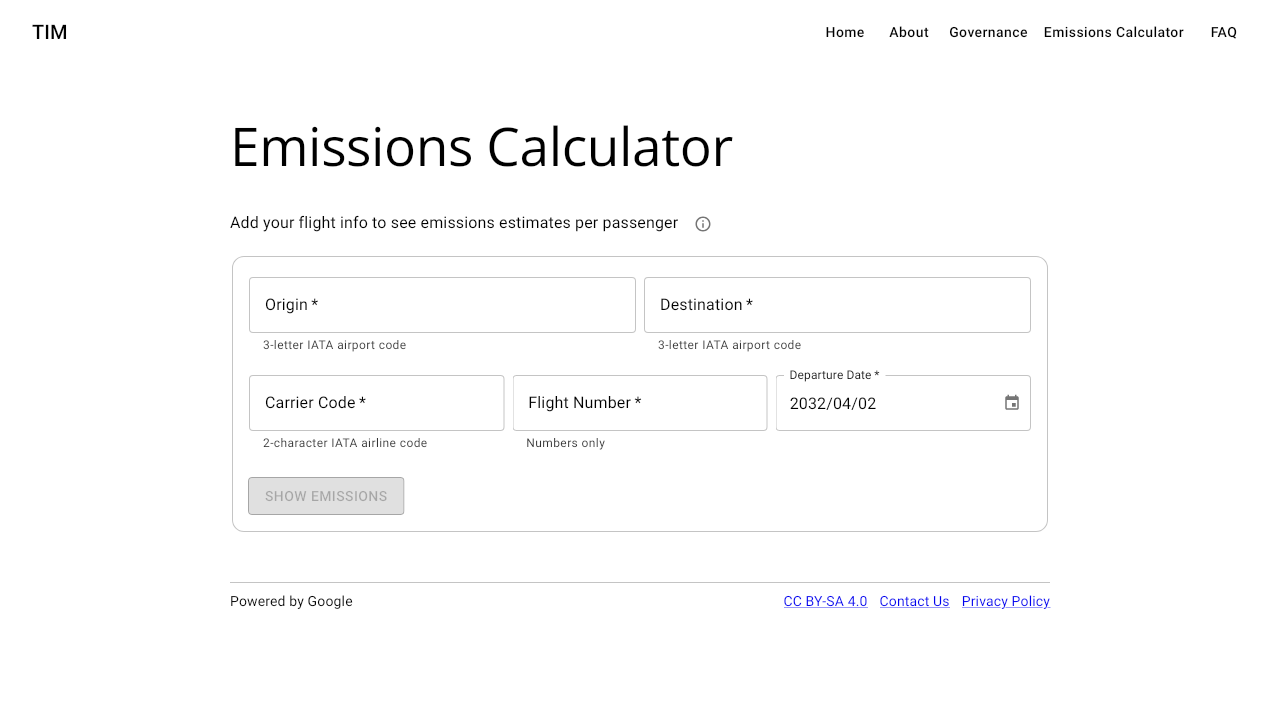 TIM
Home About Governance Emissions Calculator FAQ
Emissions Calculator
Add your flight info to see emissions estimates per passenger
Origin *
Destination *
3-letter IATA airport code
3-letter IATA airport code
Carrier Code *
Flight Number *
Departure Date *
2032/04/02
2-character IATA airline code
Numbers only
SHOW EMISSIONS
Powered by Google
CC BY-SA 4.0 Contact Us Privacy Policy